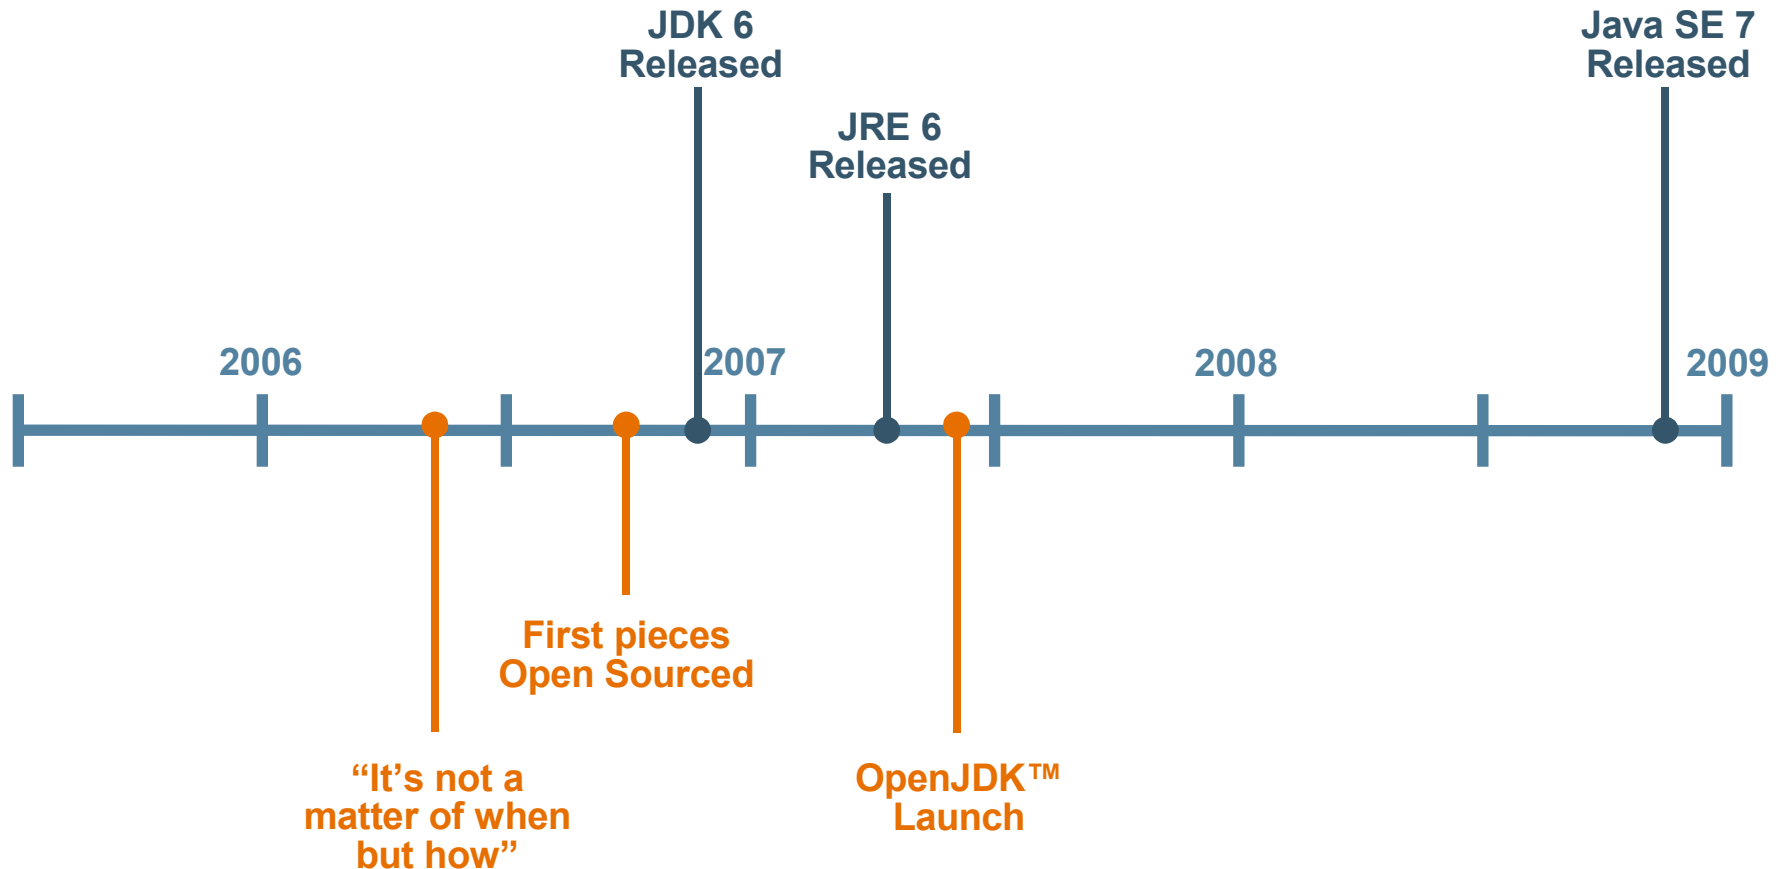 JDK 6
Released
Java SE 7
Released
JRE 6
Released
2006
2007
2008
2009
First pieces
Open Sourced
“It’s not a
matter of when
but how”
OpenJDK™
Launch